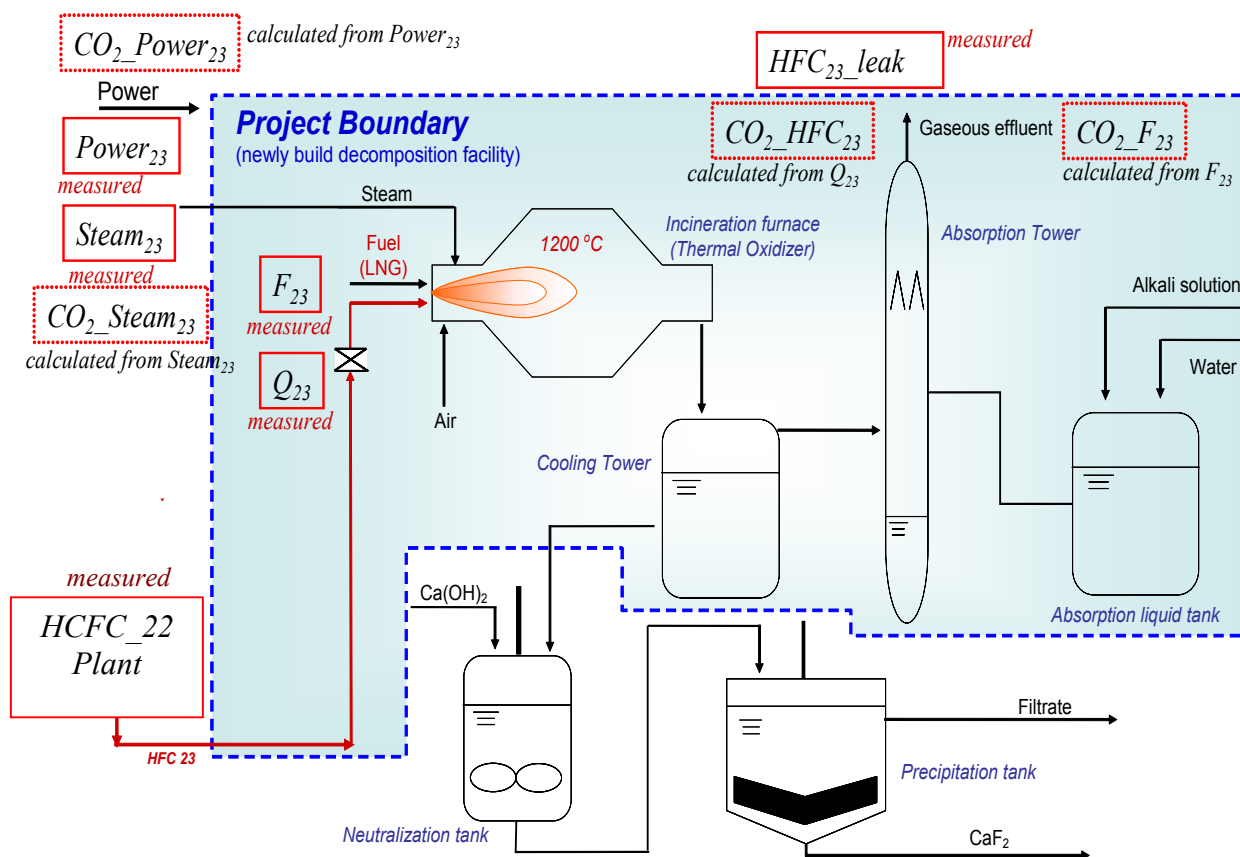 CO₂_Power₂₃
calculated from Power₂₃
Power
Power₂₃
measured
Steam₂₃
measured
CO₂_Steam₂₃
calculated from Steam₂₃
Project Boundary
(newly build decomposition facility)
HFC₂₃_leak
measured
CO₂_HFC₂₃
calculated from Q₂₃
Gaseous effluent
CO₂_F₂₃
calculated from F₂₃
Steam
Fuel
(LNG)
1200 °C
Incineration furnace
(Thermal Oxidizer)
Absorption Tower
F₂₃
measured
Q₂₃
measured
Air
Alkali solution
Water
Cooling Tower
Absorption liquid tank
measured
HCFC_22
Plant
HFC 23
Ca(OH)₂
Neutralization tank
Precipitation tank
Filtrate
CaF₂